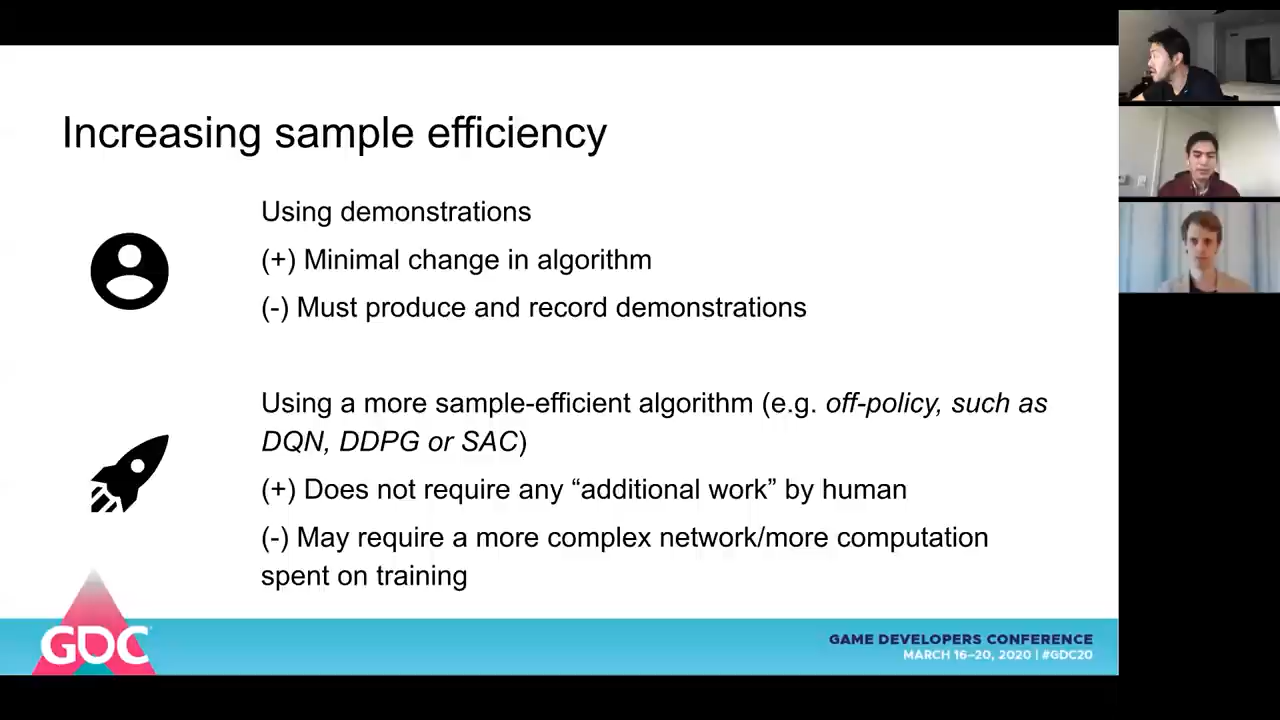 Increasing sample efficiency
Using demonstrations
(+) Minimal change in algorithm
(-) Must produce and record demonstrations
Using a more sample-efficient algorithm (e.g. off-policy, such as
DQN, DDPG or SAC)
(+) Does not require any “additional work” by human
(-) May require a more complex network/more computation
spent on training
GDC
GAME DEVELOPERS CONFERENCE
MARCH 16–20, 2020 | #GDC20